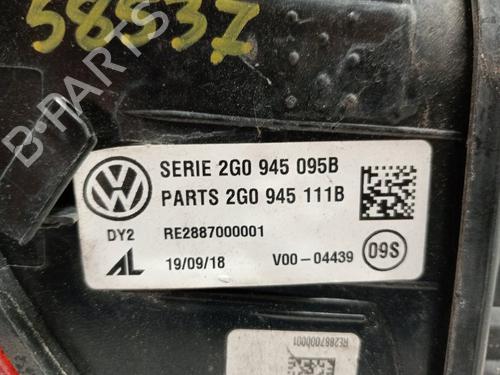 58537
B-PARTS
SERIE 2G0 945 095B
PARTS 2G0 945 111B
DY2
RE2887000001
AL
19/09/18
V00-04439
09S
RE2887000001